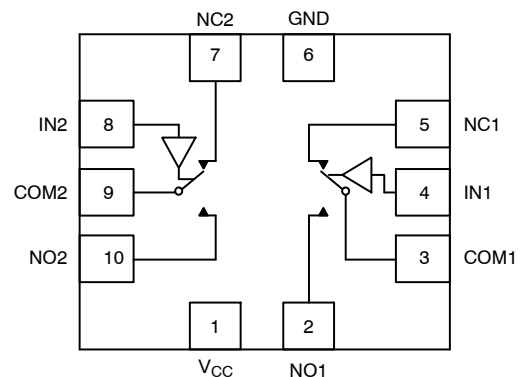 NC2 GND
7 6
IN2 8 5 NC1
COM2 9 4 IN1
NO2 10 3 COM1
1 2
VCC NO1